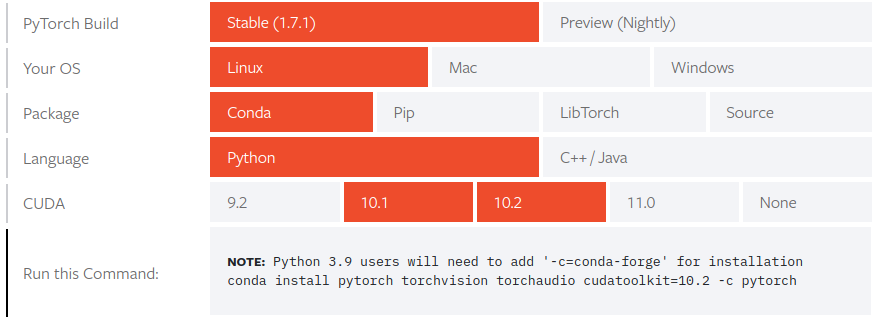 PyTorch Build Stable (1.7.1) Preview (Nightly)
Your OS Linux Mac Windows
Package Conda Pip LibTorch Source
Language Python C++ / Java
CUDA 9.2 10.1 10.2 11.0 None
Run this Command:
NOTE: Python 3.9 users will need to add '-c=conda-forge' for installation
conda install pytorch torchvision torchaudio cudatoolkit=10.2 -c pytorch